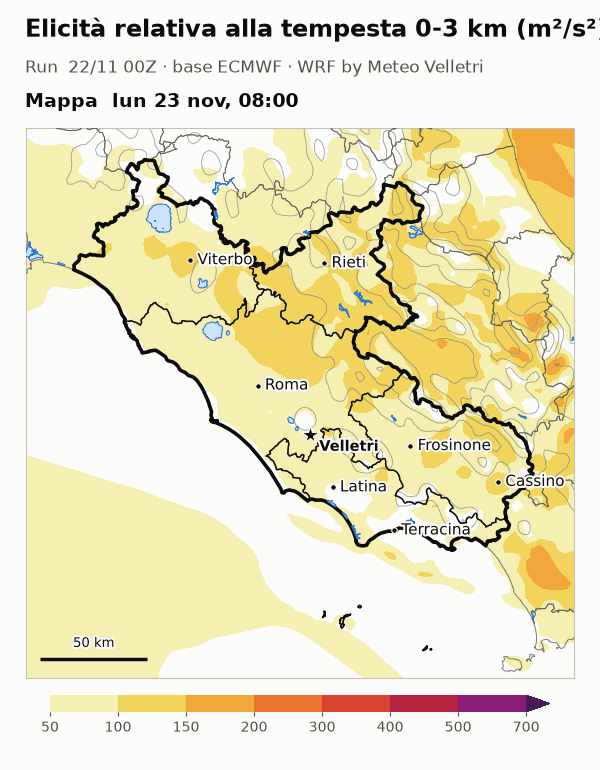 Elicità relativa alla tempesta 0-3 km (m²/s²)
Run 22/11 00Z · base ECMWF · WRF by Meteo Velletri
Mappa lun 23 nov, 08:00
Viterbo
Rieti
Roma
Velletri
Frosinone
Cassino
Latina
Terracina
50 km
50 100 150 200 300 400 500 700